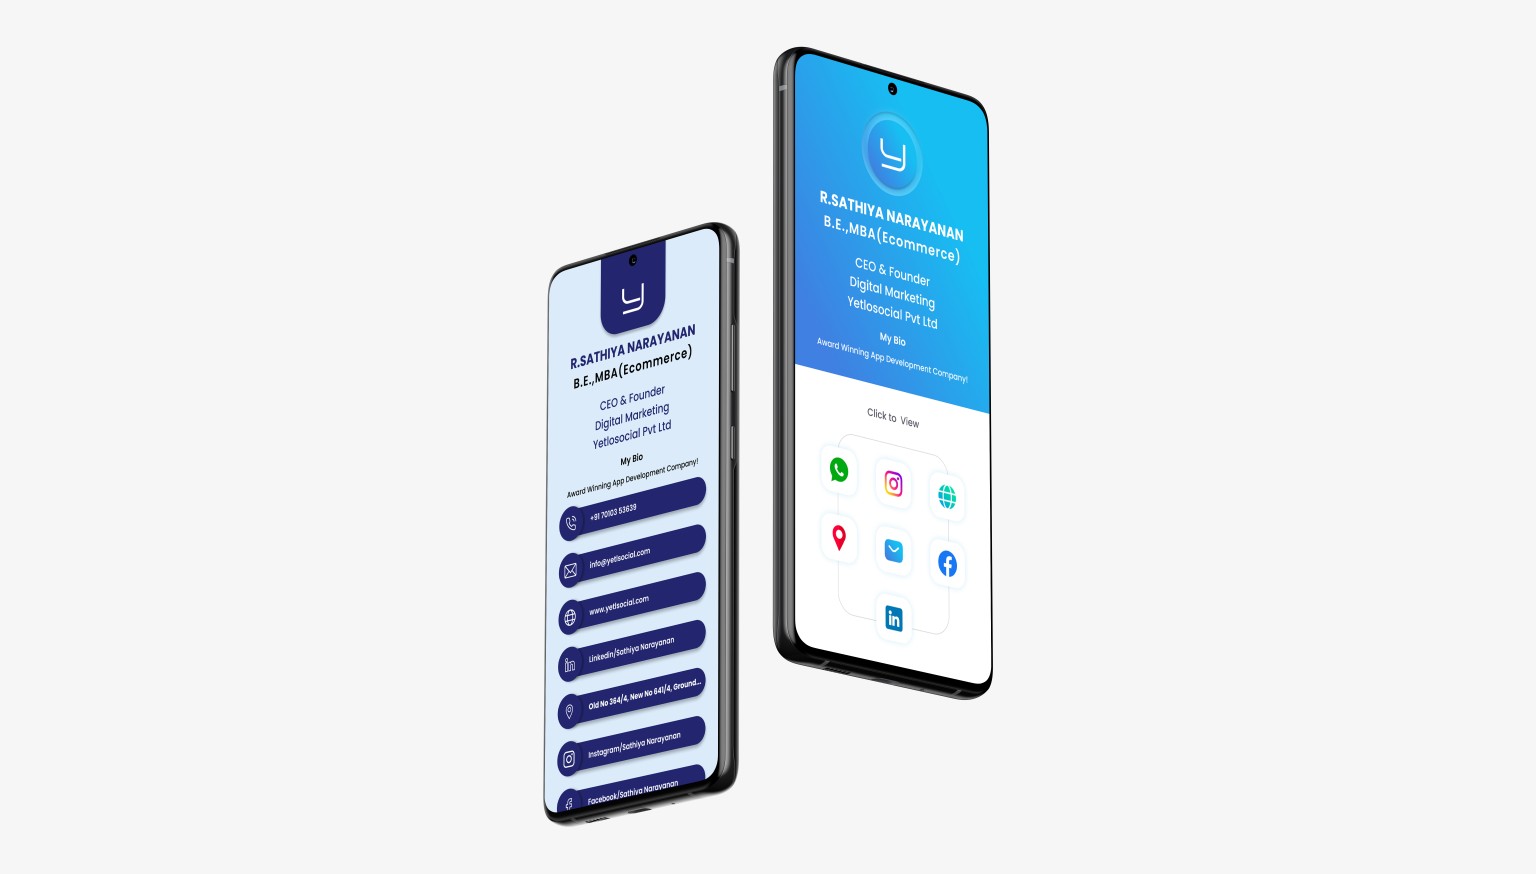 R.SATHIYA NARAYANAN
B.E.,MBA(Ecommerce)
CEO & Founder
Digital Marketing
Yetlosocial Pvt Ltd
My Bio
Award Winning App Development Company!
+91 70103 53639
info@yetlsocial.com
www.yetlsocial.com
Linkedin/Sathiya Narayanan
Old No 364/4, New No 641/4, Ground...
Instagram/Sathiya Narayanan
Facebook/Sathiya Narayanan
R.SATHIYA NARAYANAN
B.E.,MBA(Ecommerce)
CEO & Founder
Digital Marketing
Yetlosocial Pvt Ltd
My Bio
Award Winning App Development Company!
Click to View